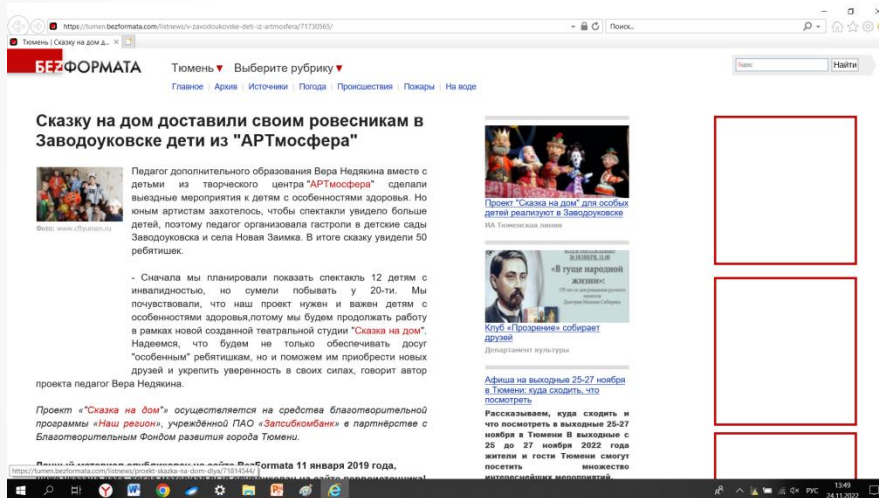 https://tumen.bezformata.com/listnews/v-zavodoukovske-deti-iz-artmosfera/71730565/
Поиск...
Тюмень | Сказку на дом д...
БЕZФОРМАТА
Тюмень Выберите рубрику
Найти
Главное | Архив | Источники | Погода | Происшествия | Пожары | На воде
Сказку на дом доставили своим ровесникам в
Заводоуковске дети из "АРТмосфера"
Фото: www.cftyumen.ru
Педагог дополнительного образования Вера Недякина вместе с
детьми из творческого центра "АРТмосфера" сделали
выездные мероприятия к детям с особенностями здоровья. Но
юным артистам захотелось, чтобы спектакли увидело больше
детей, поэтому педагог организовала гастроли в детские сады
Заводоуковска и села Новая Заимка. В итоге сказку увидели 50
ребятишек.
- Сначала мы планировали показать спектакль 12 детям с
инвалидностью, но сумели побывать у 20-ти. Мы
почувствовали, что наш проект нужен и важен детям с
особенностями здоровья,потому мы будем продолжать работу
в рамках новой созданной театральной студии "Сказка на дом".
Надеемся, что будем не только обеспечивать досуг
"особенным" ребятишкам, но и поможем им приобрести новых
друзей и укрепить уверенность в своих силах, говорит автор
проекта педагог Вера Недякина.
Проект «"Сказка на дом"» осуществляется на средства благотворительной
программы «Наш регион», учреждённой ПАО «Запсибкомбанк» в партнёрстве с
Благотворительным Фондом развития города Тюмени.
Данный материал опубликован на сайте BezFormata 11 января 2019 года,
https://tumen.bezformata.com/listnews/proekt-skazka-na-dom-dlya/71814544/
Проект "Сказка на дом" для особых
детей реализуют в Заводоуковске
ИА Тюменская линия
«В гуще народной
жизни»:
Клуб «Прозрение» собирает
друзей
Департамент культуры
Афиша на выходные 25-27 ноября
в Тюмени: куда сходить, что
посмотреть
Рассказываем, куда сходить и
что посмотреть в выходные 25-27
ноября в Тюмени В выходные с
25 до 27 ноября 2022 года
жители и гости Тюмени смогут
посетить множество
интереснейших мероприятий.
РУС
13:49
24.11.2022